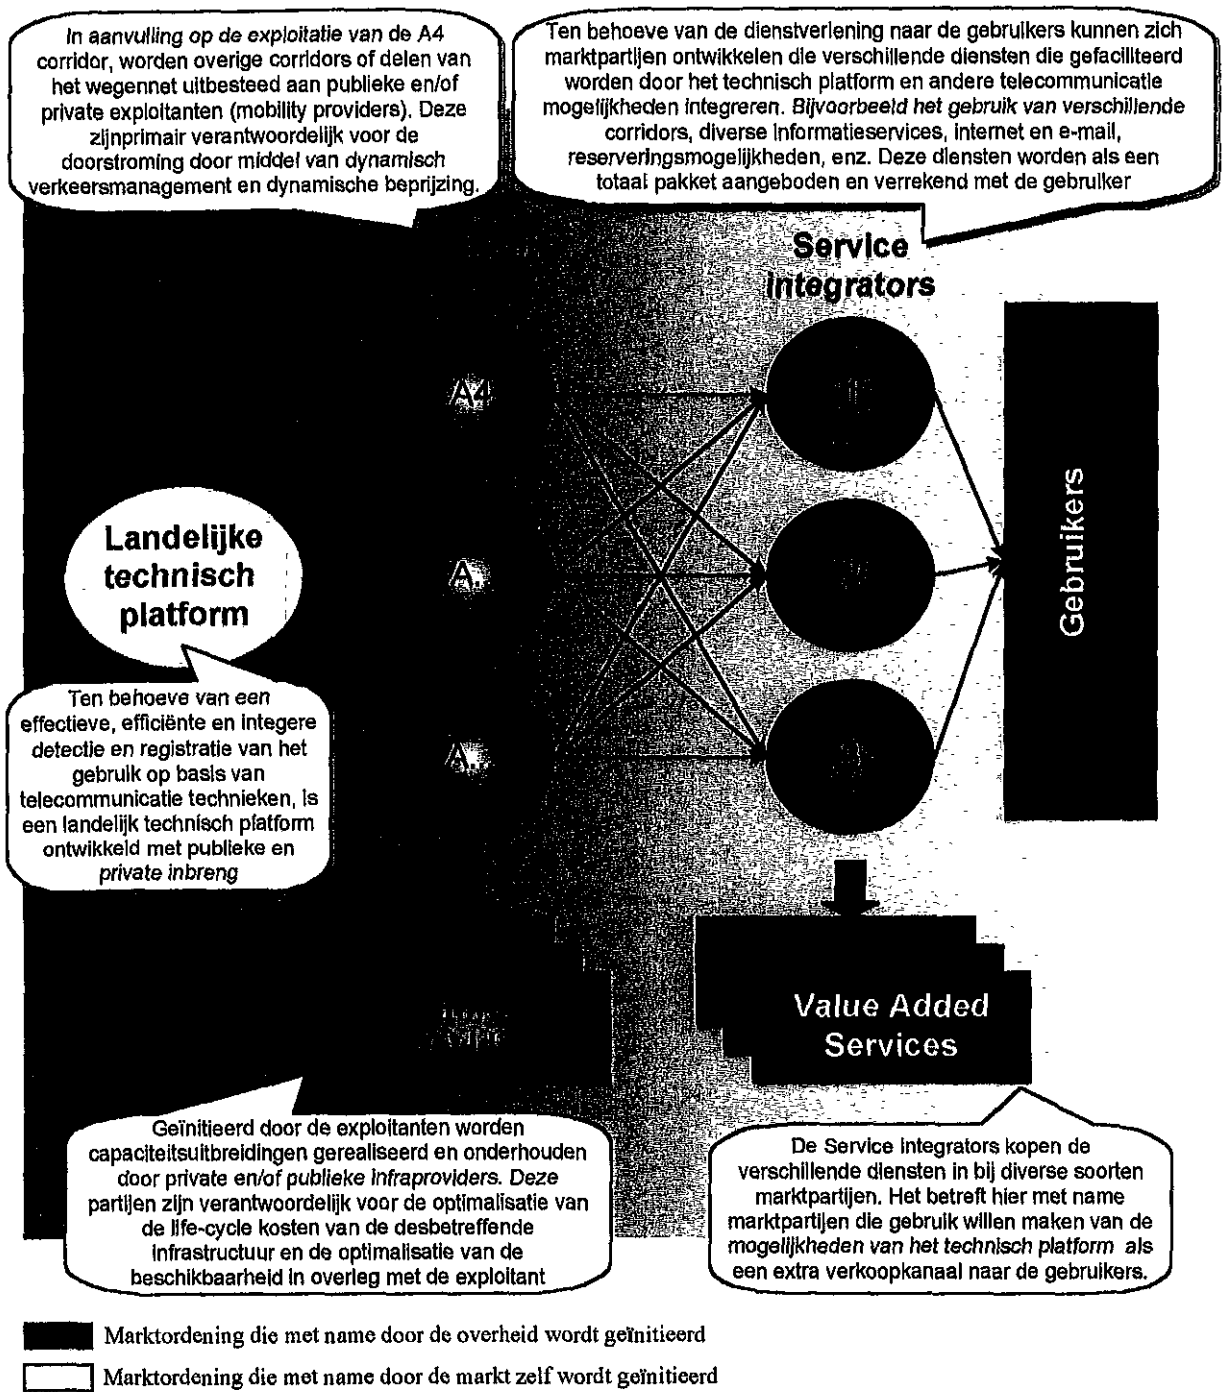 In aanvulling op de exploitatie van de A4
corridor, worden overige corridors of delen van
het wegennet uitbesteed aan publieke en/of
private exploitanten (mobility providers). Deze
zijnprimair verantwoordelijk voor de
doorstroming door middel van dynamisch
verkeersmanagement en dynamische beprijzing.
Ten behoeve van de dienstverlening naar de gebruikers kunnen zich
marktpartijen ontwikkelen die verschillende diensten die gefaciliteerd
worden door het technisch platform en andere telecommunicatie
mogelijkheden integreren. Bijvoorbeeld het gebruik van verschillende
corridors, diverse informatieservices, internet en e-mail,
reserveringsmogelijkheden, enz. Deze diensten worden als een
totaal pakket aangeboden en verrekend met de gebruiker
Service
integrators
A4
A..
A..
Gebruikers
Landelijke
technisch
platform
Ten behoeve van een
effectieve, efficiënte en integere
detectie en registratie van het
gebruik op basis van
telecommunicatie technieken, is
een landelijk technisch platform
ontwikkeld met publieke en
private inbreng
Value Added
Services
Geïnitieerd door de exploitanten worden
capaciteitsuitbreidingen gerealiseerd en onderhouden
door private en/of publieke infraproviders. Deze
partijen zijn verantwoordelijk voor de optimalisatie van
de life-cycle kosten van de desbetreffende
infrastructuur en de optimalisatie van de
beschikbaarheid in overleg met de exploitant
De Service integrators kopen de
verschillende diensten in bij diverse soorten
marktpartijen. Het betreft hier met name
marktpartijen die gebruik willen maken van de
mogelijkheden van het technisch platform als
een extra verkoopkanaal naar de gebruikers.
Marktordening die met name door de overheid wordt geïnitieerd
Marktordening die met name door de markt zelf wordt geïnitieerd